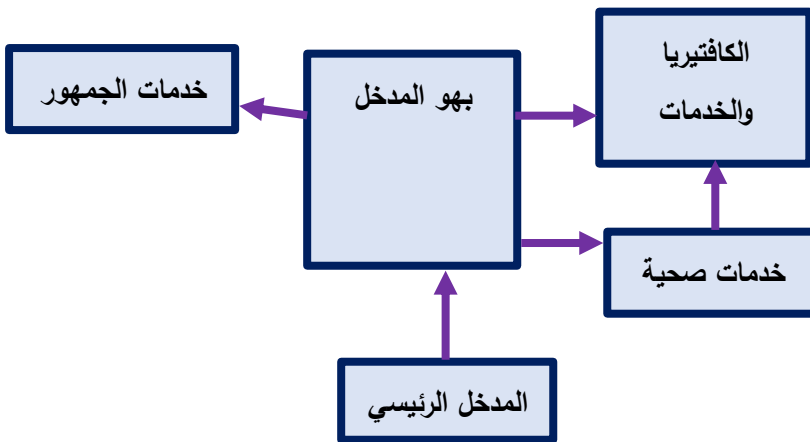 الكافتيريا
والخدمات
بهو المدخل
خدمات الجمهور
خدمات صحية
المدخل الرئيسي